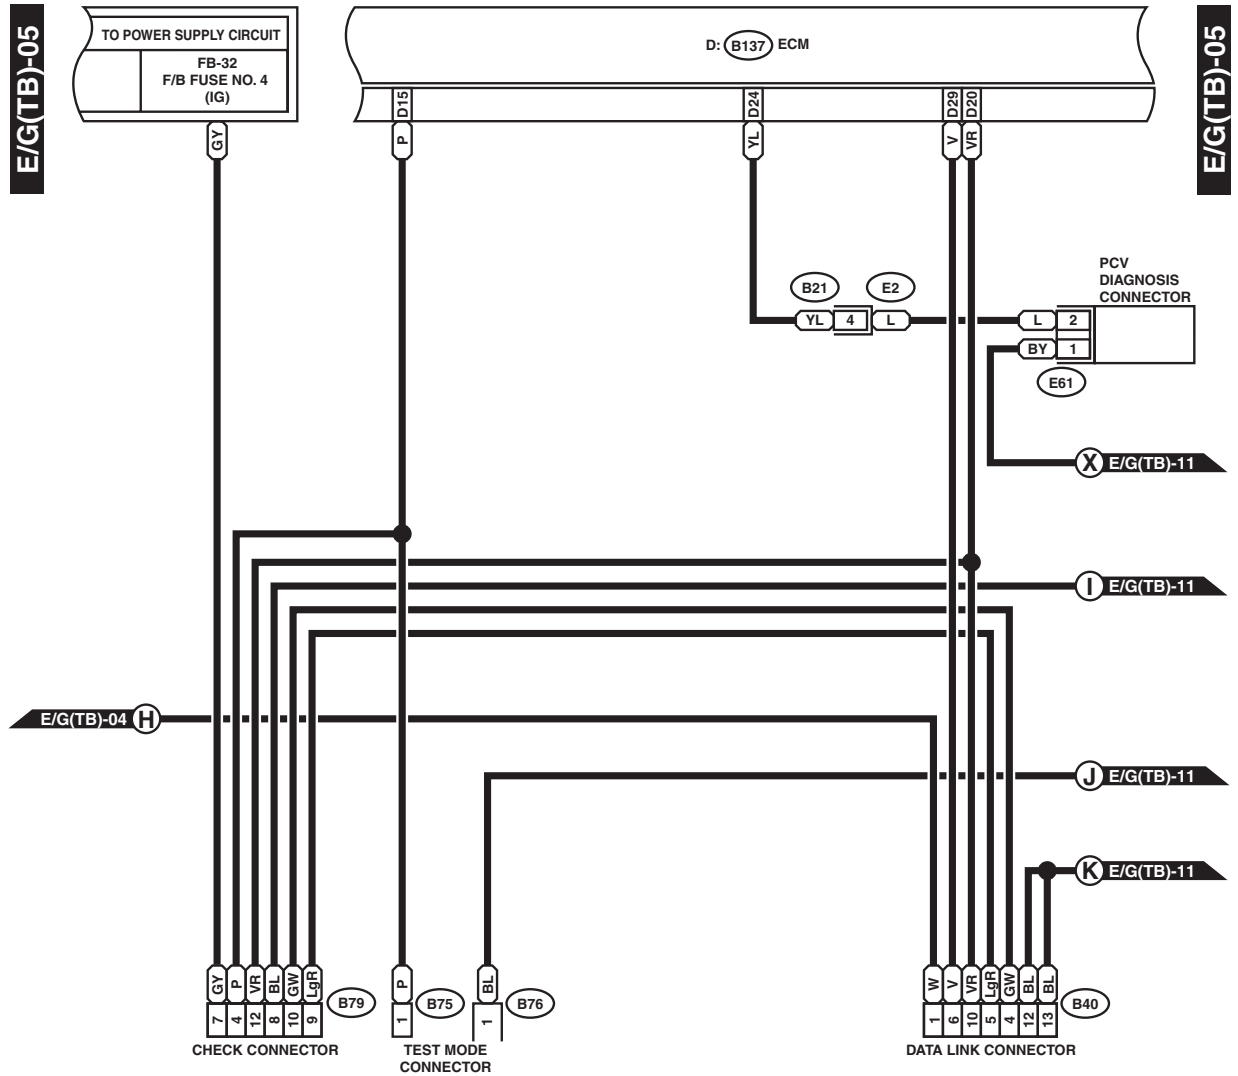 E/G(TB)-05
E/G(TB)-05
TO POWER SUPPLY CIRCUIT
FB-32
F/B FUSE NO. 4
(IG)
D: B137 ECM
D15
D24
D29
D20
GY
P
YL
V
VR
B21
E2
YL 4 L
PCV
DIAGNOSIS
CONNECTOR
L 2
BY 1
E61
X E/G(TB)-11
I E/G(TB)-11
E/G(TB)-04 H
J E/G(TB)-11
K E/G(TB)-11
GY P VR BL GW LgR
7 4 12 8 10 9
B79
CHECK CONNECTOR
P
1
B75
BL
1
B76
TEST MODE
CONNECTOR
W V VR LgR GW BL BL
1 6 10 5 4 12 13
B40
DATA LINK CONNECTOR